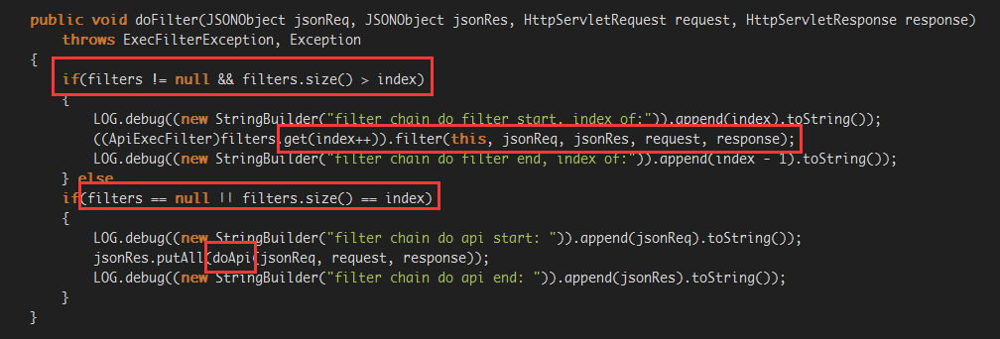 public void doFilter(JSONObject jsonReq, JSONObject jsonRes, HttpServletRequest request, HttpServletResponse response)
    throws ExecFilterException, Exception
{
    if(filters != null && filters.size() > index)
    {
        LOG.debug((new StringBuilder("filter chain do filter start, index of:")).append(index).toString());
        ((ApiExecFilter)filters.get(index++)).filter(this, jsonReq, jsonRes, request, response);
        LOG.debug((new StringBuilder("filter chain do filter end, index of:")).append(index - 1).toString());
    } else
    if(filters == null || filters.size() == index)
    {
        LOG.debug((new StringBuilder("filter chain do api start: ")).append(jsonReq).toString());
        jsonRes.putAll(doApi(jsonReq, request, response));
        LOG.debug((new StringBuilder("filter chain do api end: ")).append(jsonRes).toString());
    }
}